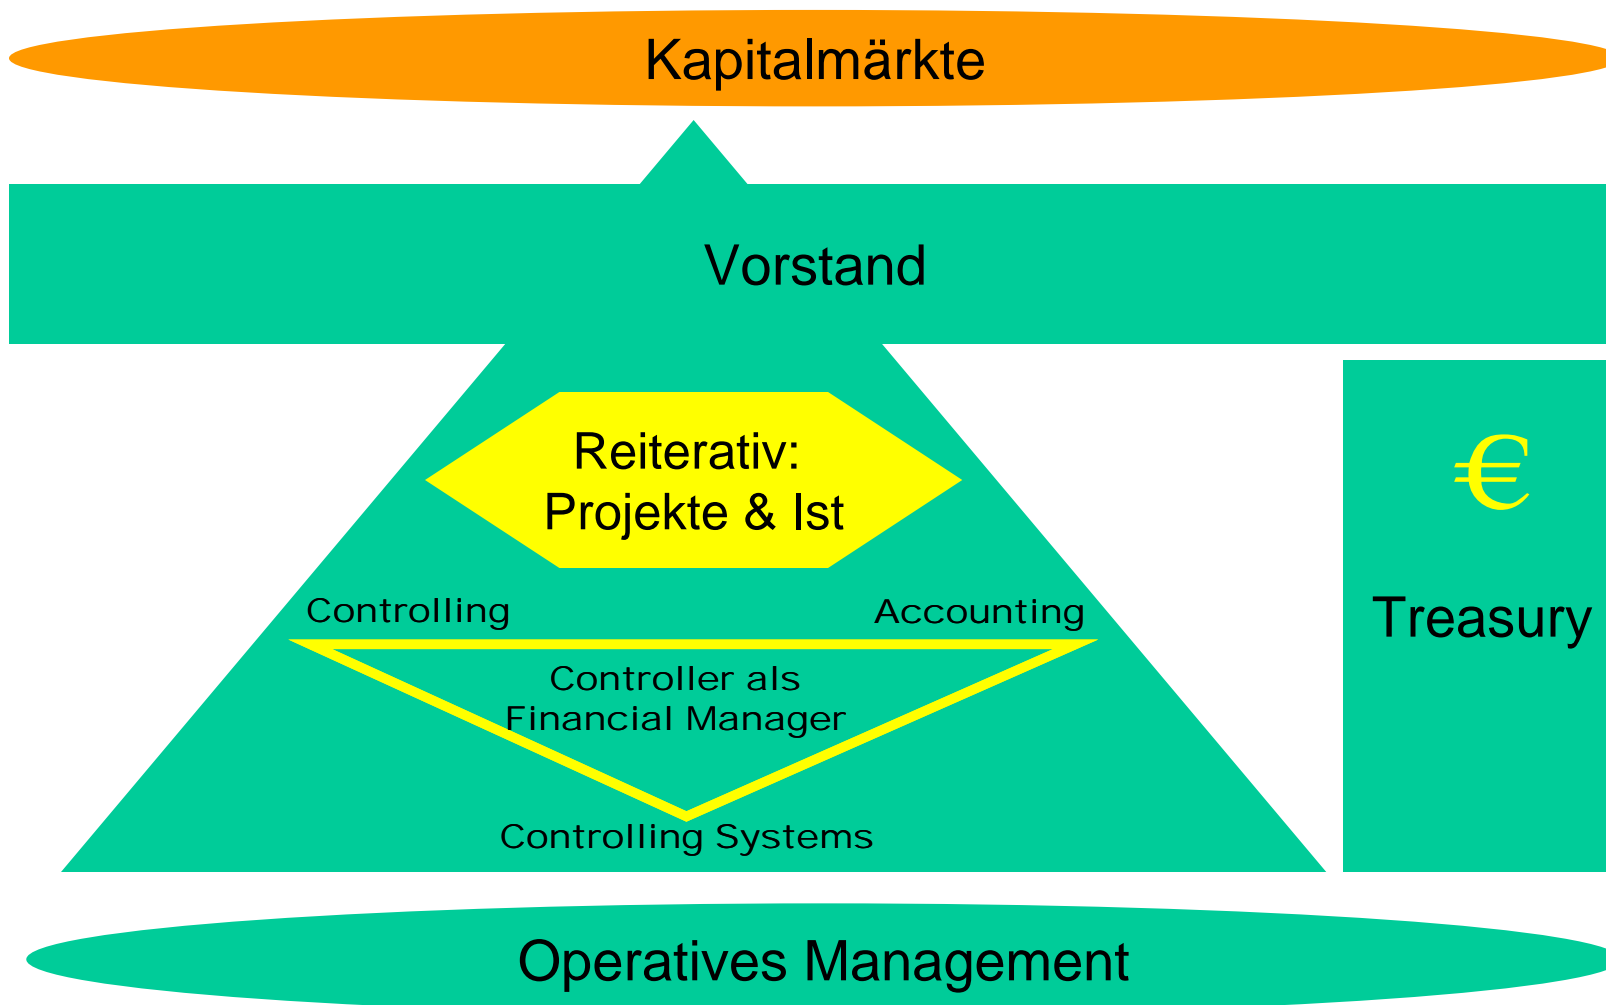 Kapitalmärkte
Vorstand
Reiterativ:
Projekte & Ist
€
Treasury
Controlling
Accounting
Controller als
Financial Manager
Controlling Systems
Operatives Management